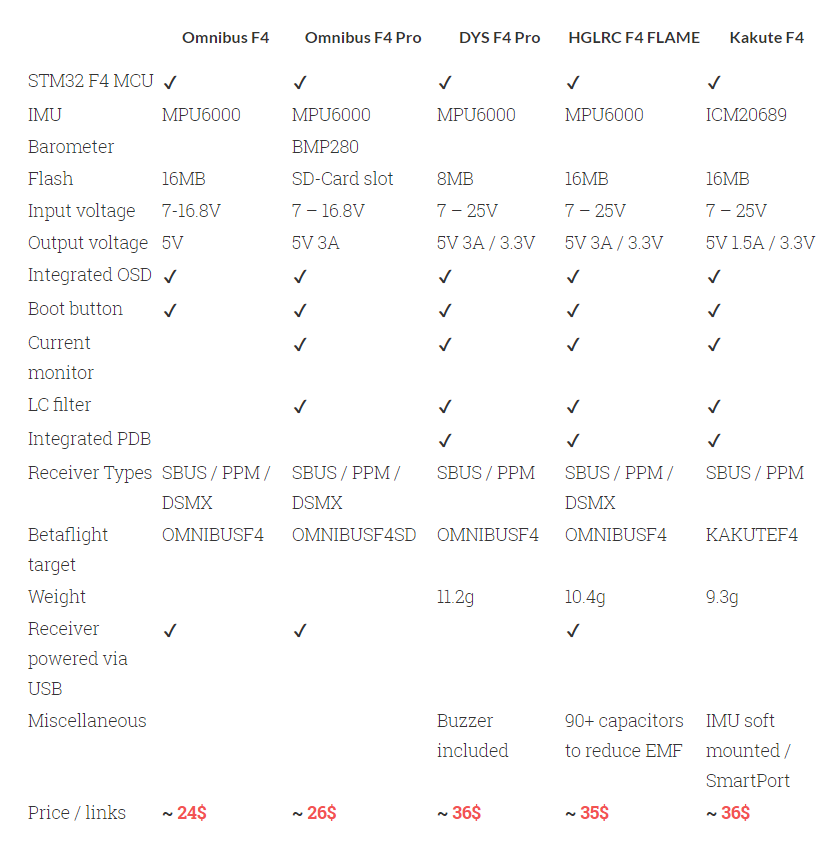 Omnibus F4 Omnibus F4 Pro DYS F4 Pro HGLRC F4 FLAME Kakute F4
STM32 F4 MCU ✓ ✓ ✓ ✓ ✓
IMU MPU6000 MPU6000 MPU6000 MPU6000 ICM20689
Barometer BMP280
Flash 16MB SD-Card slot 8MB 16MB 16MB
Input voltage 7-16.8V 7 – 16.8V 7 – 25V 7 – 25V 7 – 25V
Output voltage 5V 5V 3A 5V 3A / 3.3V 5V 3A / 3.3V 5V 1.5A / 3.3V
Integrated OSD ✓ ✓ ✓ ✓ ✓
Boot button ✓ ✓ ✓ ✓ ✓
Current ✓ ✓ ✓ ✓
monitor
LC filter ✓ ✓ ✓ ✓
Integrated PDB ✓ ✓ ✓
Receiver Types SBUS / PPM / SBUS / PPM / SBUS / PPM SBUS / PPM / SBUS / PPM
DSMX DSMX DSMX
Betaflight OMNIBUSF4 OMNIBUSF4SD OMNIBUSF4 OMNIBUSF4 KAKUTEF4
target
Weight 11.2g 10.4g 9.3g
Receiver ✓ ✓ ✓
powered via
USB
Miscellaneous Buzzer 90+ capacitors IMU soft
included to reduce EMF mounted /
SmartPort
Price / links ~ 24$ ~ 26$ ~ 36$ ~ 35$ ~ 36$